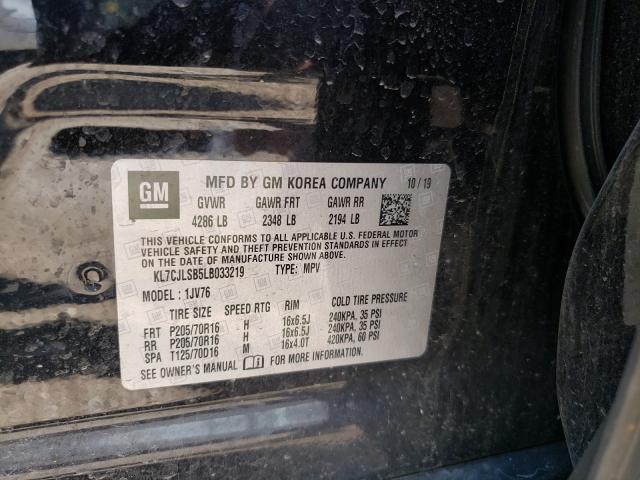 GM MFD BY GM KOREA COMPANY 10/19
GVWR GAWR FRT GAWR RR
4286 LB 2348 LB 2194 LB
THIS VEHICLE CONFORMS TO ALL APPLICABLE U.S. FEDERAL MOTOR
VEHICLE SAFETY AND THEFT PREVENTION STANDARDS IN EFFECT
ON THE DATE OF MANUFACTURE SHOWN ABOVE.
KL7CJLSB5LB033219 TYPE: MPV
MODEL: 1JV76
TIRE SIZE SPEED RTG RIM COLD TIRE PRESSURE
FRT P205/70R16 H 16x6.5J 240KPA, 35 PSI
RR P205/70R16 H 16x6.5J 240KPA, 35 PSI
SPA T125/70D16 M 16x4.0T 420KPA, 60 PSI
SEE OWNER'S MANUAL FOR MORE INFORMATION.